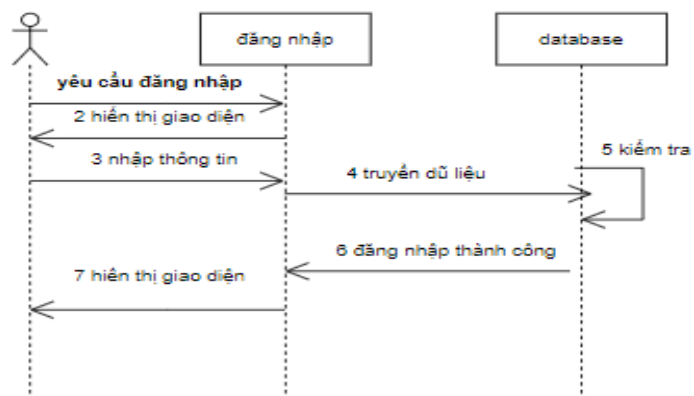 đăng nhập
database
yêu cầu đăng nhập
2 hiển thị giao diện
3 nhập thông tin
4 truyền dũ liệu
5 kiểm tra
6 đăng nhập thành công
7 hiển thị giao diện